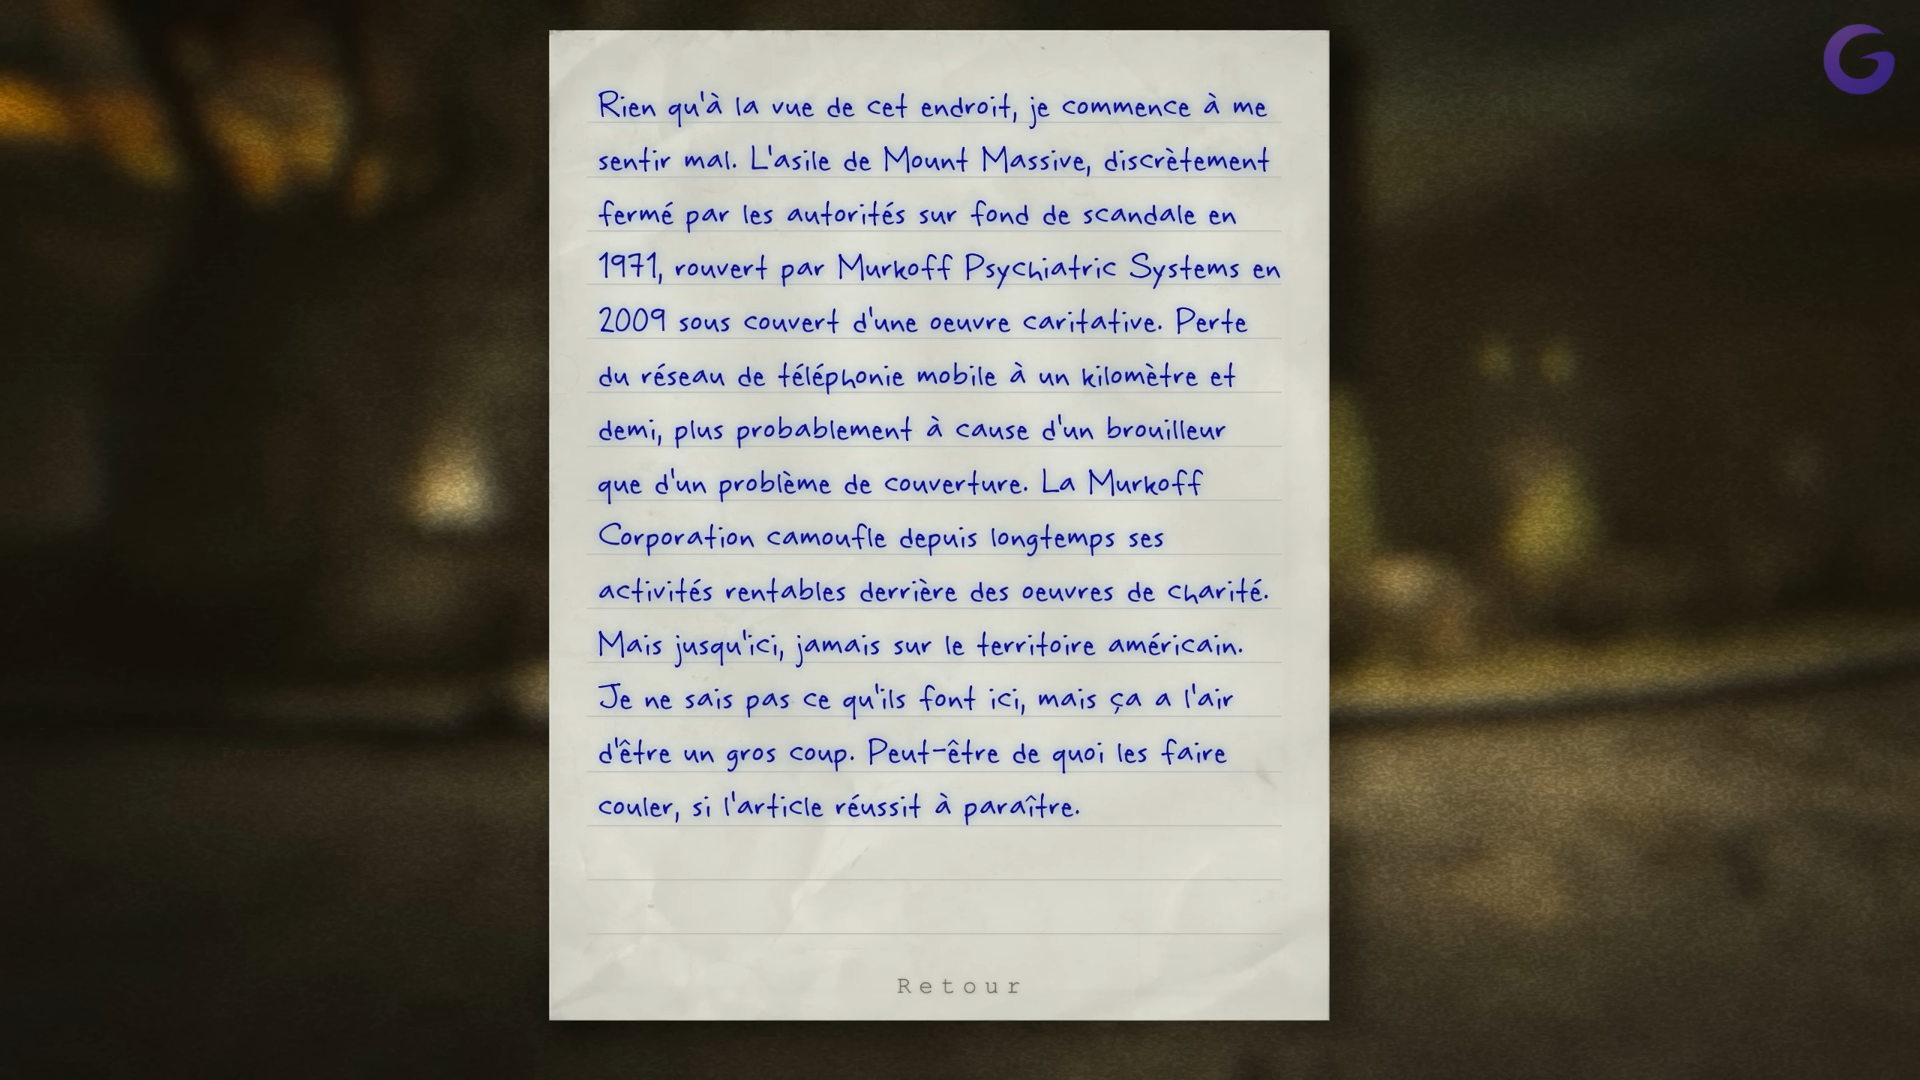 Rien qu'à la vue de cet endroit, je commence à me
sentir mal. L'asile de Mount Massive, discrètement
fermé par les autorités sur fond de scandale en
1971, rouvert par Murkoff Psychiatric Systems en
2009 sous couvert d'une oeuvre caritative. Perte
du réseau de téléphonie mobile à un kilomètre et
demi, plus probablement à cause d'un brouilleur
que d'un problème de couverture. La Murkoff
Corporation camoufle depuis longtemps ses
activités rentables derrière des oeuvres de charité.
Mais jusqu'ici, jamais sur le territoire américain.
Je ne sais pas ce qu'ils font ici, mais ça a l'air
d'être un gros coup. Peut-être de quoi les faire
couler, si l'article réussit à paraître.
Retour